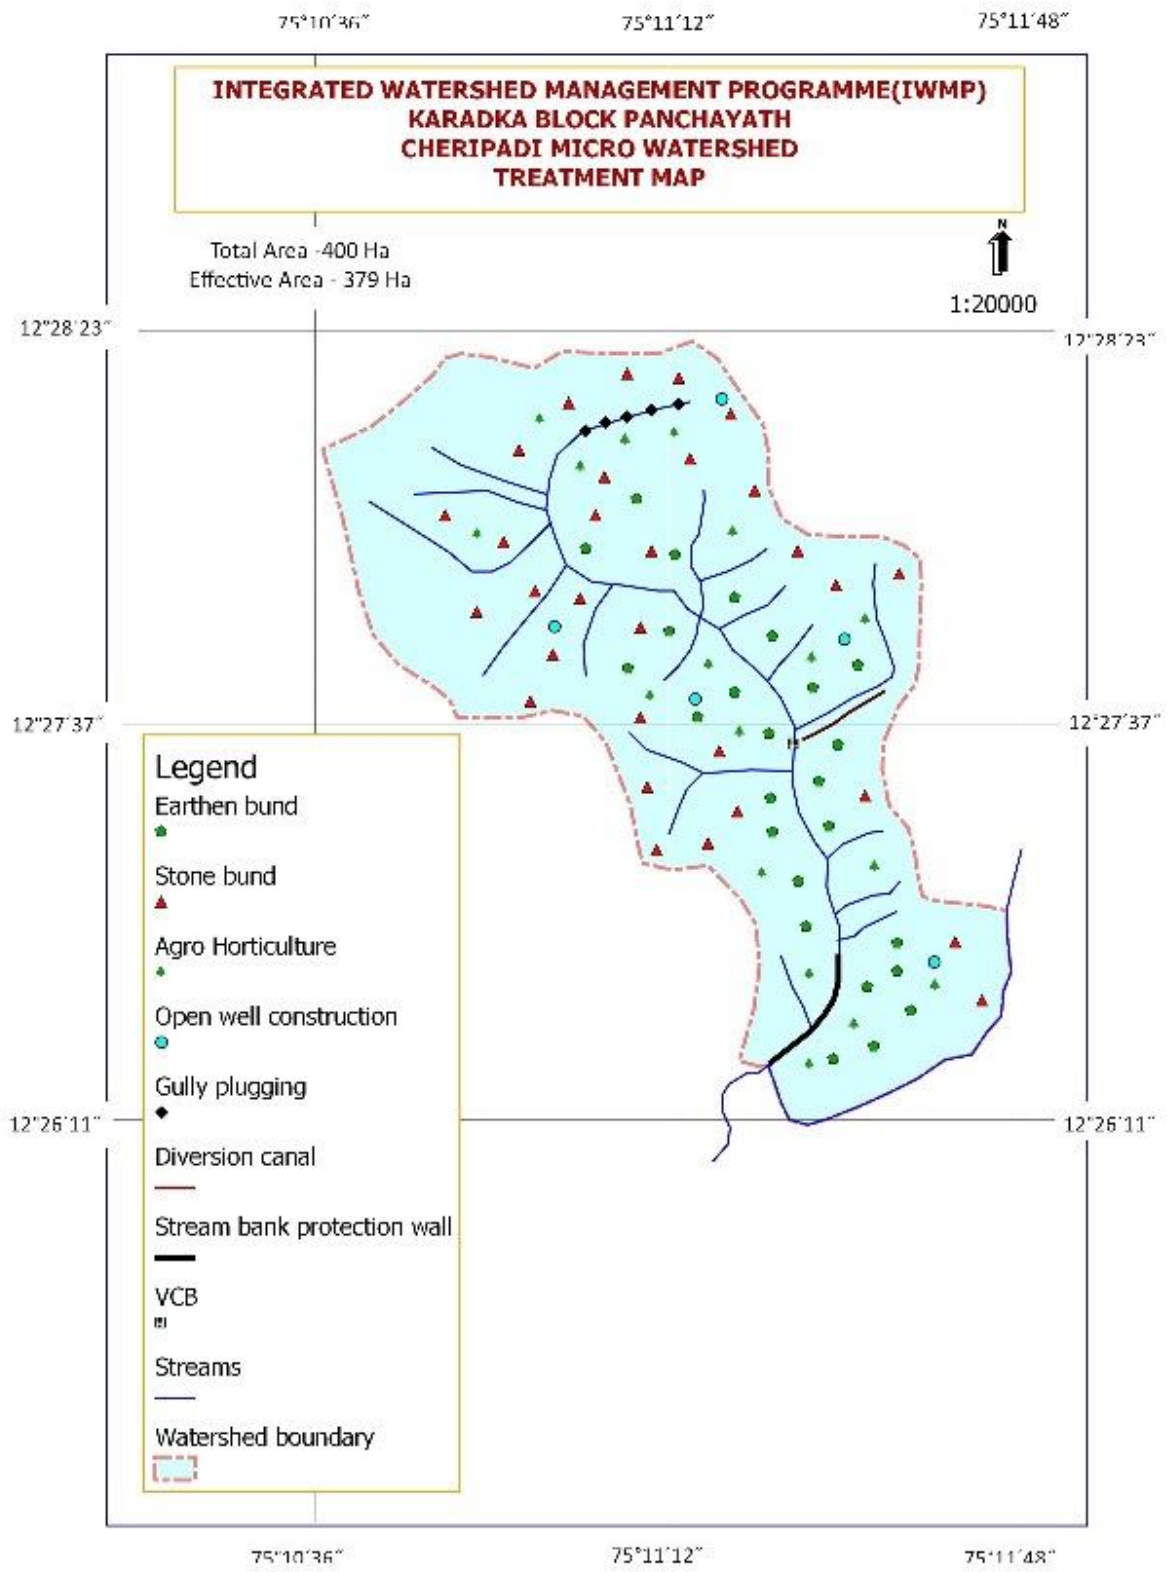 75°10´36˝ 75°11´12˝ 75°11´48˝
INTEGRATED WATERSHED MANAGEMENT PROGRAMME(IWMP)
KARADKA BLOCK PANCHAYATH
CHERIPADI MICRO WATERSHED
TREATMENT MAP
N
Total Area -400 Ha
Effective Area - 379 Ha
1:20000
12°28´23˝ 12°28´23˝
12°27´37˝ 12°27´37˝
Legend
Earthen bund
Stone bund
Agro Horticulture
Open well construction
Gully plugging
12°26´11˝ 12°26´11˝
Diversion canal
Stream bank protection wall
VCB
Streams
Watershed boundary
75°10´36˝ 75°11´12˝ 75°11´48˝